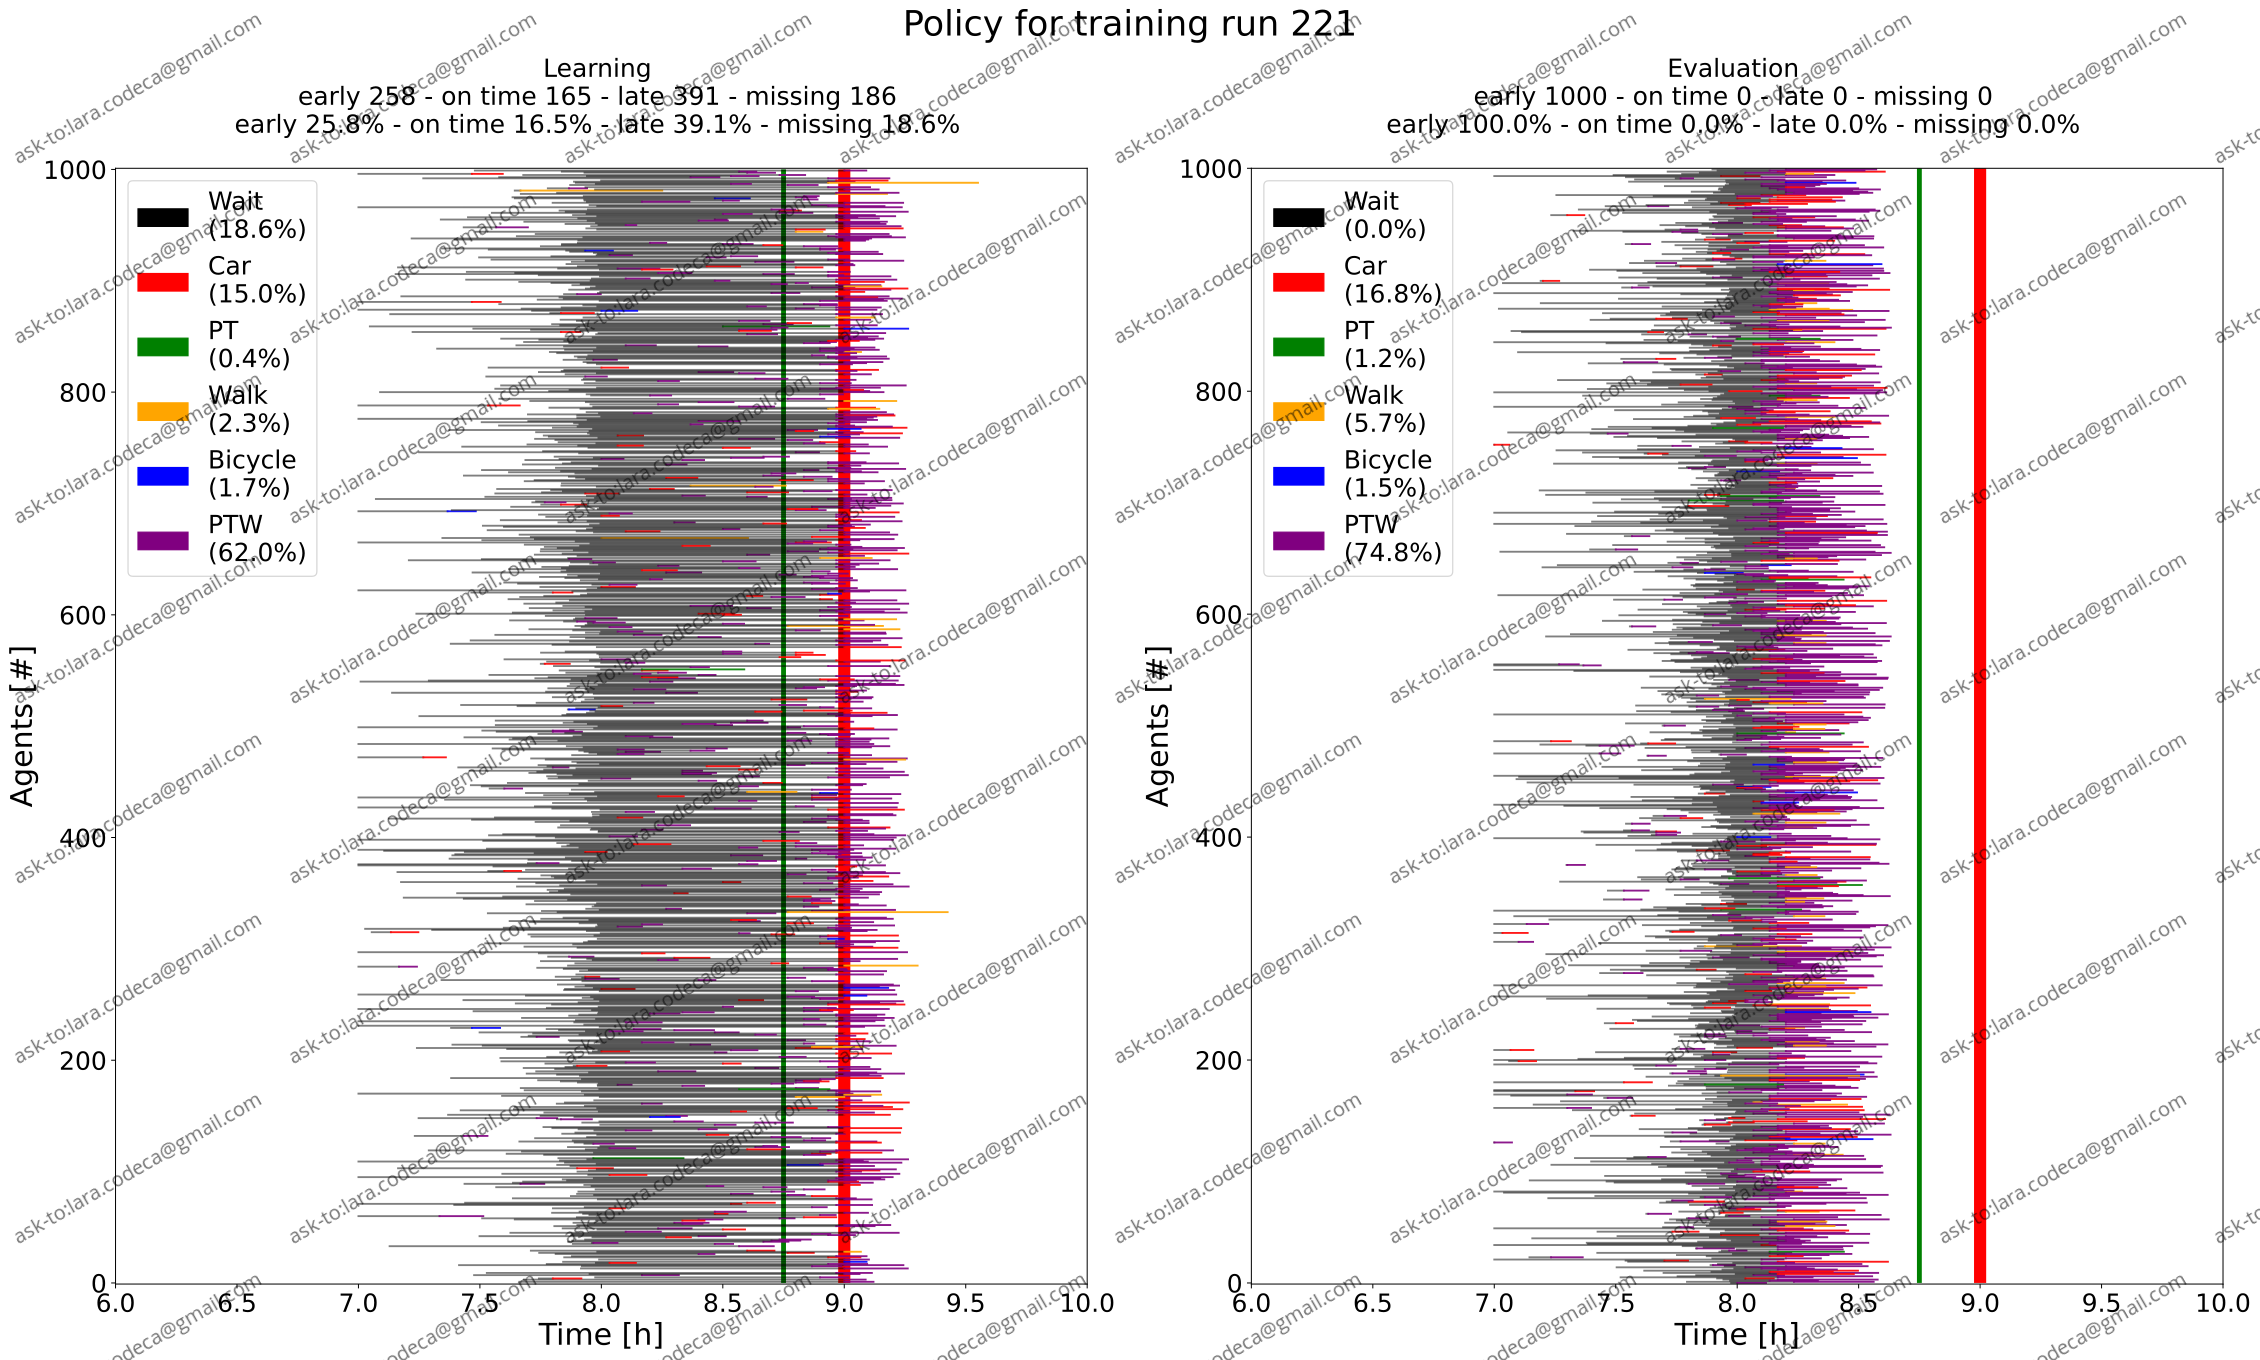 Policy for training run 221
Learning
early 258 - on time 165 - late 391 - missing 186
early 25.8% - on time 16.5% - late 39.1% - missing 18.6%
1000
800
600
400
200
0
Agents [#]
Wait
(18.6%)
Car
(15.0%)
PT
(0.4%)
Walk
(2.3%)
Bicycle
(1.7%)
PTW
(62.0%)
6.0 6.5 7.0 7.5 8.0 8.5 9.0 9.5 10.0
Time [h]
Evaluation
early 1000 - on time 0 - late 0 - missing 0
early 100.0% - on time 0.0% - late 0.0% - missing 0.0%
1000
800
600
400
200
0
Agents [#]
Wait
(0.0%)
Car
(16.8%)
PT
(1.2%)
Walk
(5.7%)
Bicycle
(1.5%)
PTW
(74.8%)
6.0 6.5 7.0 7.5 8.0 8.5 9.0 9.5 10.0
Time [h]
ask-to:lara.codeca@gmail.com